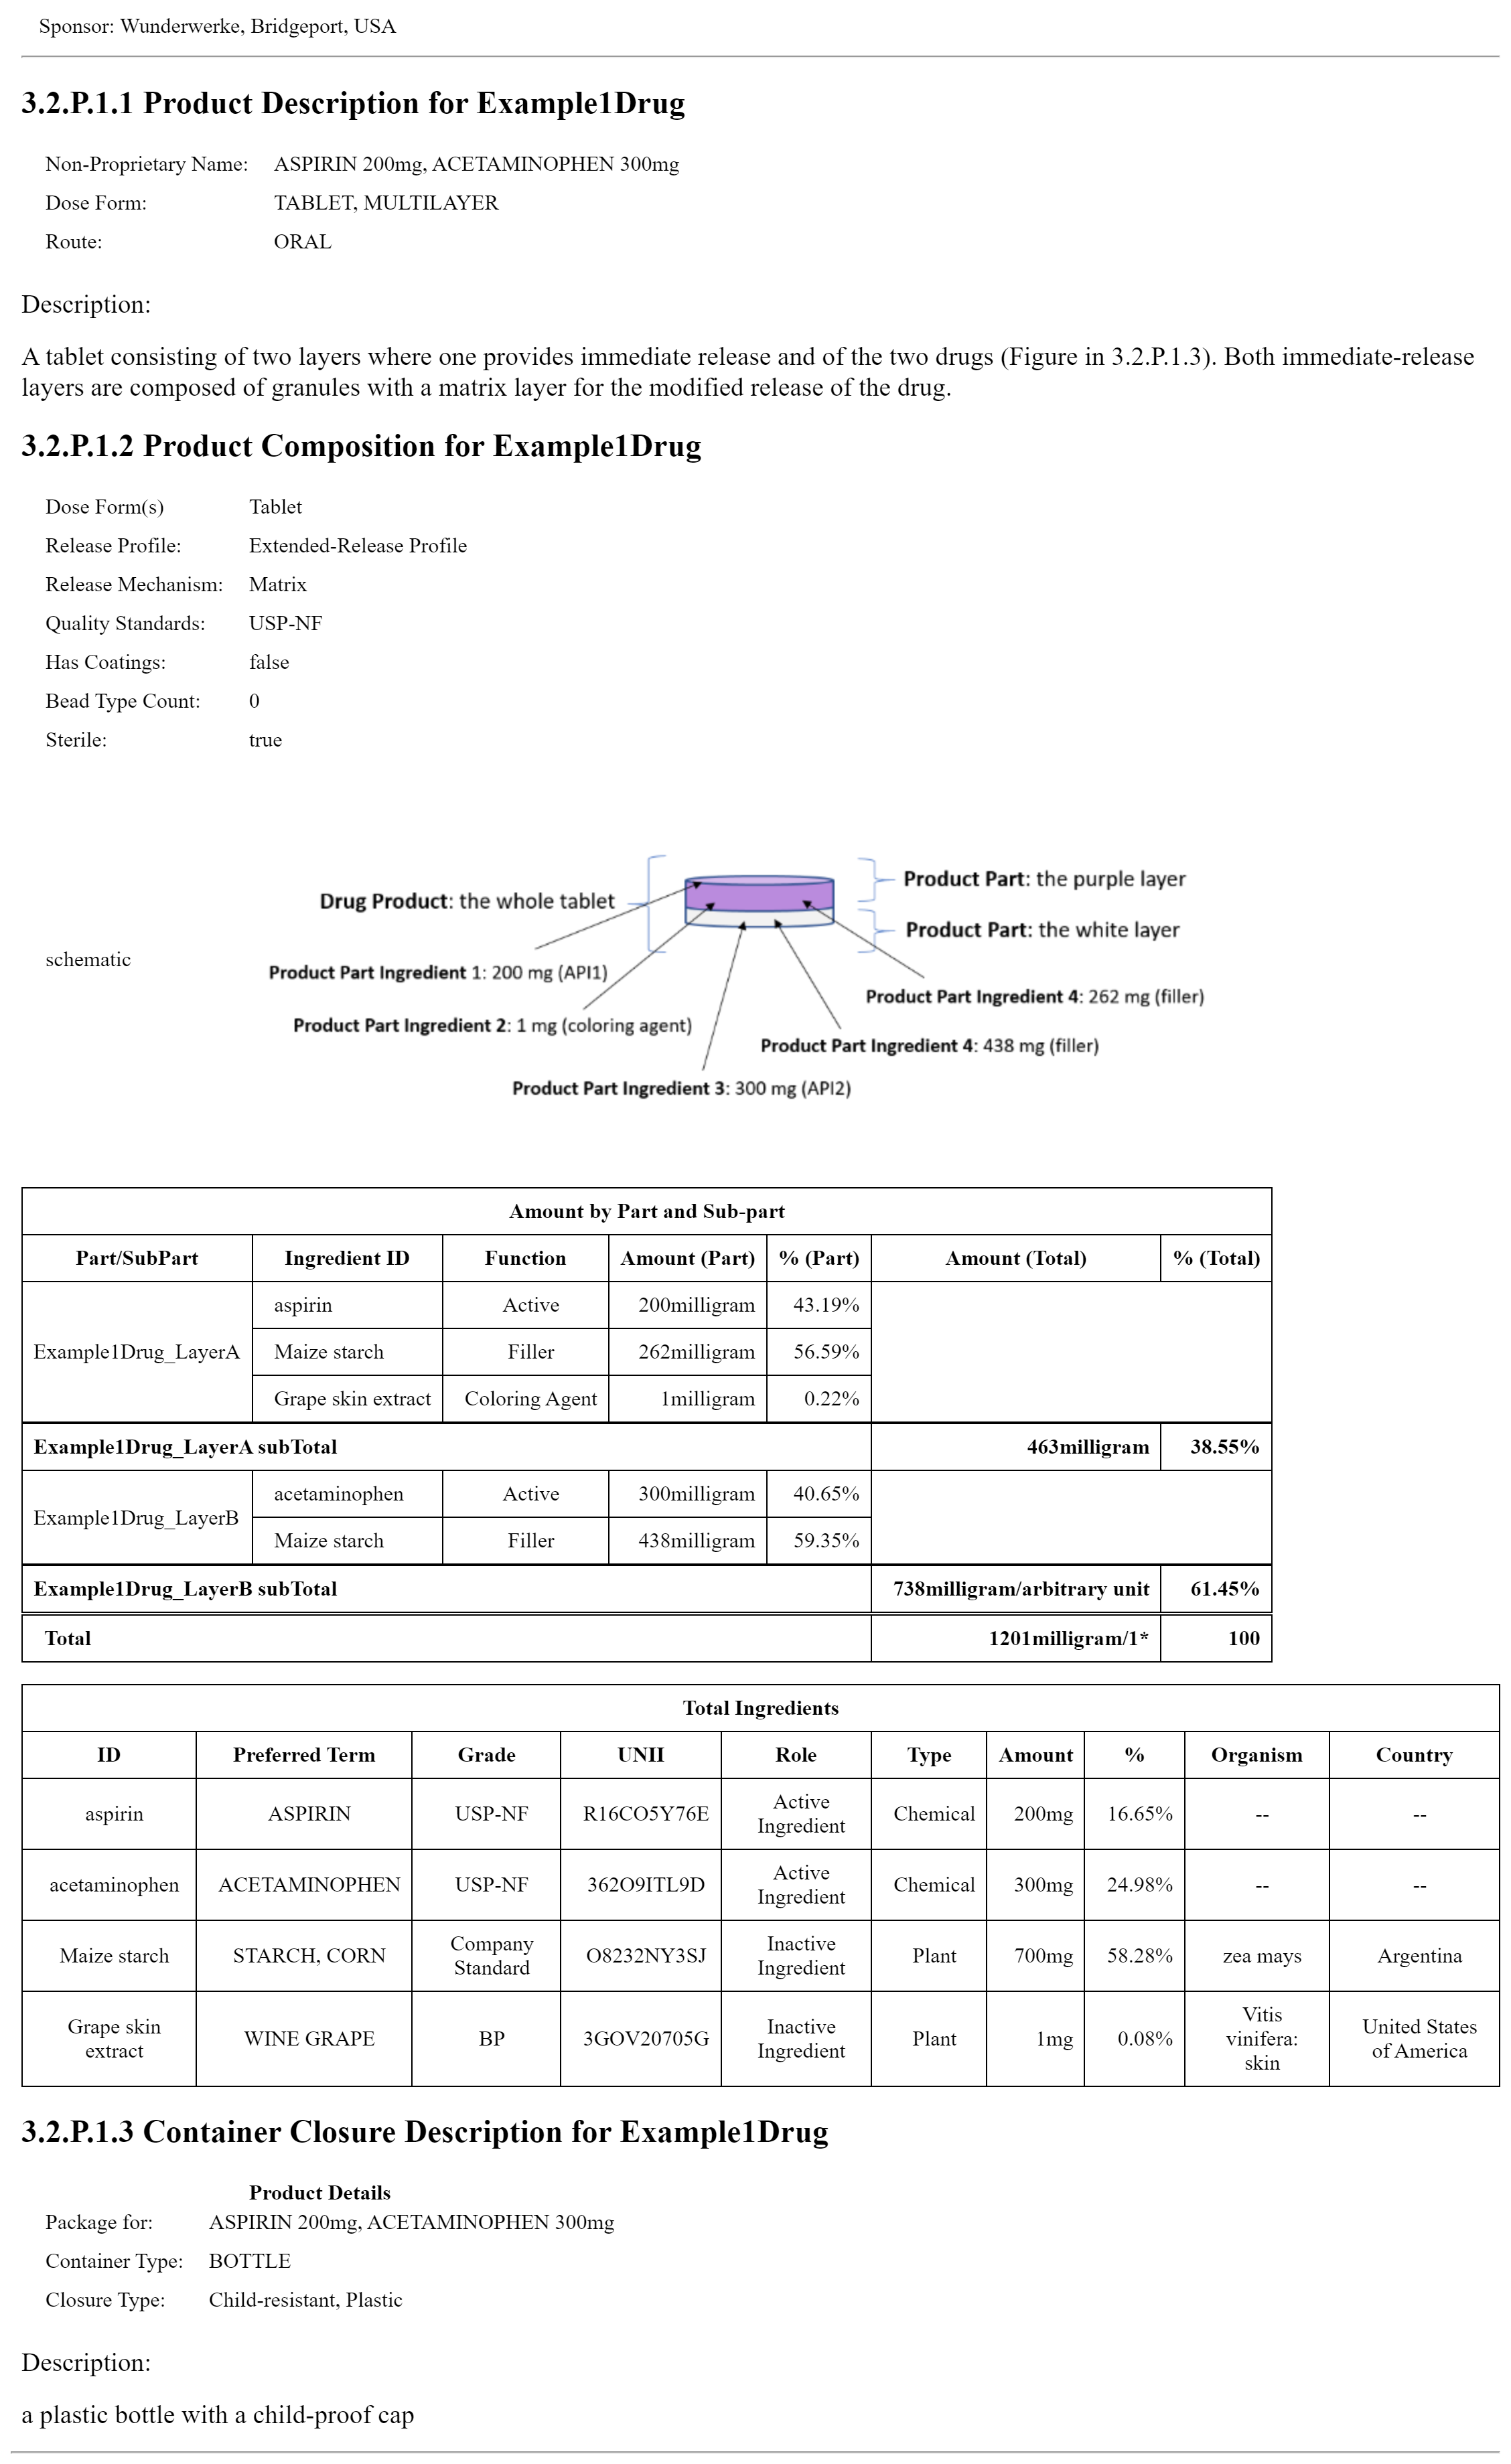 Sponsor: Wunderwerke, Bridgeport, USA
3.2.P.1.1 Product Description for Example1Drug
Non-Proprietary Name: ASPIRIN 200mg, ACETAMINOPHEN 300mg
Dose Form: TABLET, MULTILAYER
Route: ORAL
Description:
A tablet consisting of two layers where one provides immediate release and of the two drugs (Figure in 3.2.P.1.3). Both immediate-release
layers are composed of granules with a matrix layer for the modified release of the drug.
3.2.P.1.2 Product Composition for Example1Drug
Dose Form(s) Tablet
Release Profile: Extended-Release Profile
Release Mechanism: Matrix
Quality Standards: USP-NF
Has Coatings: false
Bead Type Count: 0
Sterile: true
schematic
Drug Product: the whole tablet
Product Part: the purple layer
Product Part: the white layer
Product Part Ingredient 1: 200 mg (API1)
Product Part Ingredient 4: 262 mg (filler)
Product Part Ingredient 2: 1 mg (coloring agent)
Product Part Ingredient 4: 438 mg (filler)
Product Part Ingredient 3: 300 mg (API2)
Amount by Part and Sub-part
Part/SubPart Ingredient ID Function Amount (Part) % (Part) Amount (Total) % (Total)
Example1Drug_LayerA
aspirin Active 200milligram 43.19%
Maize starch Filler 262milligram 56.59%
Grape skin extract Coloring Agent 1milligram 0.22%
Example1Drug_LayerA subTotal 463milligram 38.55%
Example1Drug_LayerB
acetaminophen Active 300milligram 40.65%
Maize starch Filler 438milligram 59.35%
Example1Drug_LayerB subTotal 738milligram/arbitrary unit 61.45%
Total 1201milligram/1* 100
Total Ingredients
ID Preferred Term Grade UNII Role Type Amount % Organism Country
aspirin ASPIRIN USP-NF R16CO5Y76E Active Ingredient Chemical 200mg 16.65% -- --
acetaminophen ACETAMINOPHEN USP-NF 362O9ITL9D Active Ingredient Chemical 300mg 24.98% -- --
Maize starch STARCH, CORN Company Standard O8232NY3SJ Inactive Ingredient Plant 700mg 58.28% zea mays Argentina
Grape skin extract WINE GRAPE BP 3GOV20705G Inactive Ingredient Plant 1mg 0.08% Vitis vinifera: skin United States of America
3.2.P.1.3 Container Closure Description for Example1Drug
Product Details
Package for: ASPIRIN 200mg, ACETAMINOPHEN 300mg
Container Type: BOTTLE
Closure Type: Child-resistant, Plastic
Description:
a plastic bottle with a child-proof cap